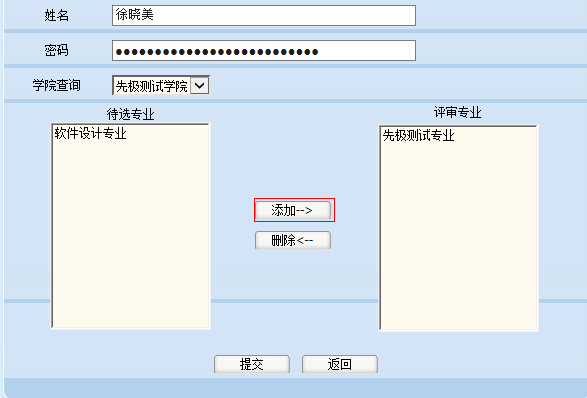 姓名 徐晓美
密码 ●●●●●●●●●●●●●●●●●●●●●●●●●●
学院查询 先极测试学院
待选专业 评审专业
软件设计专业 先极测试专业
添加-->
删除<--
提交 返回